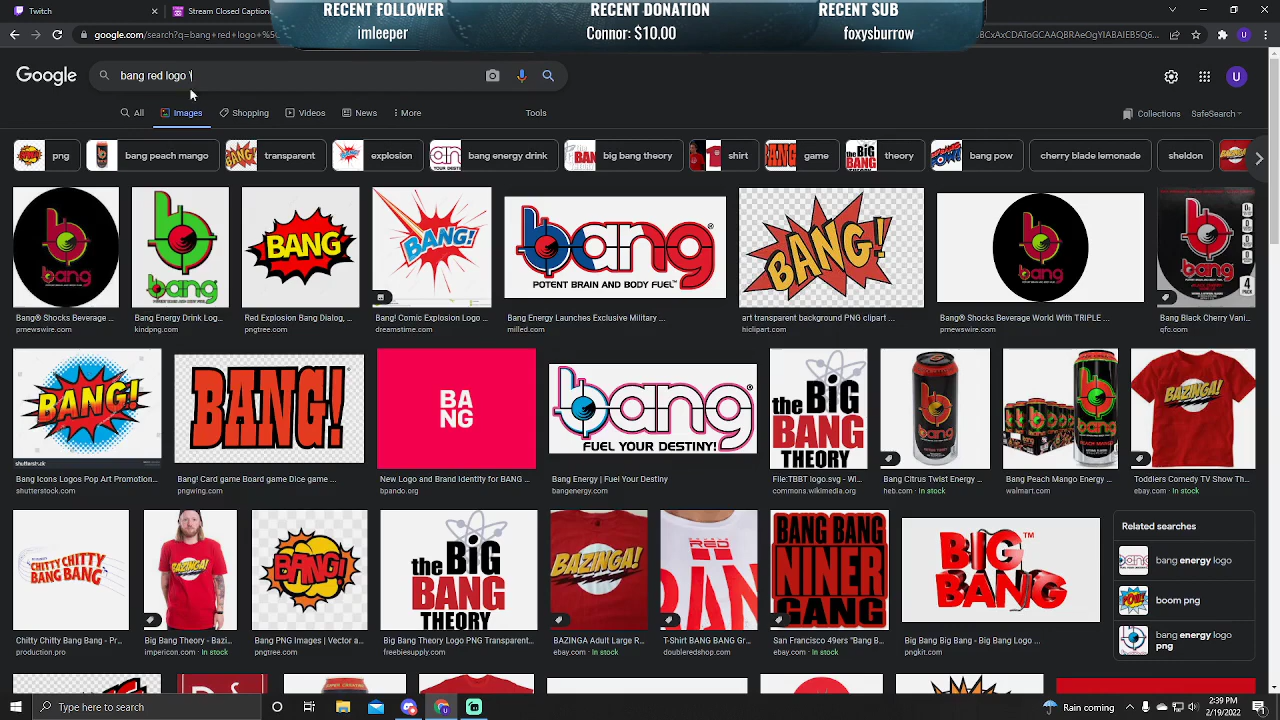 RECENT FOLLOWER
imleeper
RECENT DONATION
Connor: $10.00
RECENT SUB
foxysburrow
Twitch
Stream Closed Captione
google.com/search?q=bang+red+logo+%5C
Google
bang red logo \
All
Images
Shopping
Videos
News
More
Tools
Collections
SafeSearch
png
bang peach mango
transparent
explosion
bang energy drink
big bang theory
shirt
game
theory
bang pow
cherry blade lemonade
sheldon
bang
bang
BANG
BANG!
bang
POTENT BRAIN AND BODY FUEL™
BANG!
bang
bang
4 PACK
Bang® Shocks Beverage ...
prnewswire.com
Bang Energy Drink Log...
kindpng.com
Red Explosion Bang Dialog, ...
pngtree.com
Bang! Comic Explosion Logo ...
dreamstime.com
Bang Energy Launches Exclusive Military ...
milled.com
art transparent background PNG clipart ...
hiclipart.com
Bang® Shocks Beverage World With TRIPLE ...
prnewswire.com
Bang Black Cherry Vani...
qfc.com
BANG!
shutterstock
BANG!
BA
NG
bang
FUEL YOUR DESTINY!
the BIG
BANG
THEORY
bang
bang
BAZINGA!
Bang Icons Logos Pop Art Promotion...
shutterstock.com
Bang! Card game Board game Dice game ...
pngwing.com
New Logo and Brand Identity for BANG ...
bpando.org
Bang Energy | Fuel Your Destiny
bangenergy.com
File:TBBT logo.svg - Wi...
commons.wikimedia.org
Bang Citrus Twist Energy ...
heb.com · In stock
Bang Peach Mango Energy ...
walmart.com
Toddlers Comedy TV Show Th...
ebay.com · In stock
CHITTY CHITTY
BANG BANG
BAZINGA!
BANG!
the BIG
BANG
THEORY
BAZINGA!
RED
BANG BANG
NINER
GANG
BIG
BANG
™
Related searches
bang energy logo
boom png
bang energy logo
png
Chitty Chitty Bang Bang - Pr...
production.pro
Big Bang Theory - Bazi...
impericon.com · In stock
Bang PNG Images | Vector a...
pngtree.com
Big Bang Theory Logo PNG Transparent...
freebiesupply.com
BAZINGA Adult Large R...
ebay.com · In stock
T-Shirt BANG BANG Gr...
doubleredshop.com
San Francisco 49ers "Bang B...
ebay.com · In stock
Big Bang Big Bang - Big Bang Logo ...
pngkit.com
Type here to search
Rain coming
2:39 PM
2/19/2022